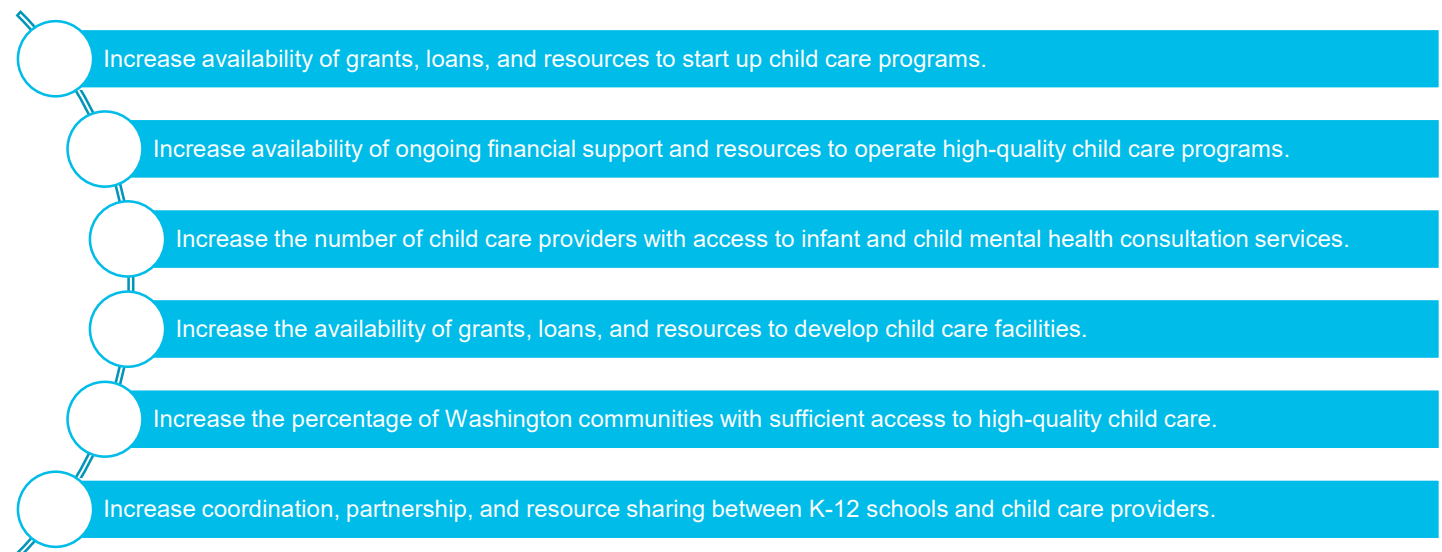 Increase availability of grants, loans, and resources to start up child care programs.
Increase availability of ongoing financial support and resources to operate high-quality child care programs.
Increase the number of child care providers with access to infant and child mental health consultation services.
Increase the availability of grants, loans, and resources to develop child care facilities.
Increase the percentage of Washington communities with sufficient access to high-quality child care.
Increase coordination, partnership, and resource sharing between K-12 schools and child care providers.